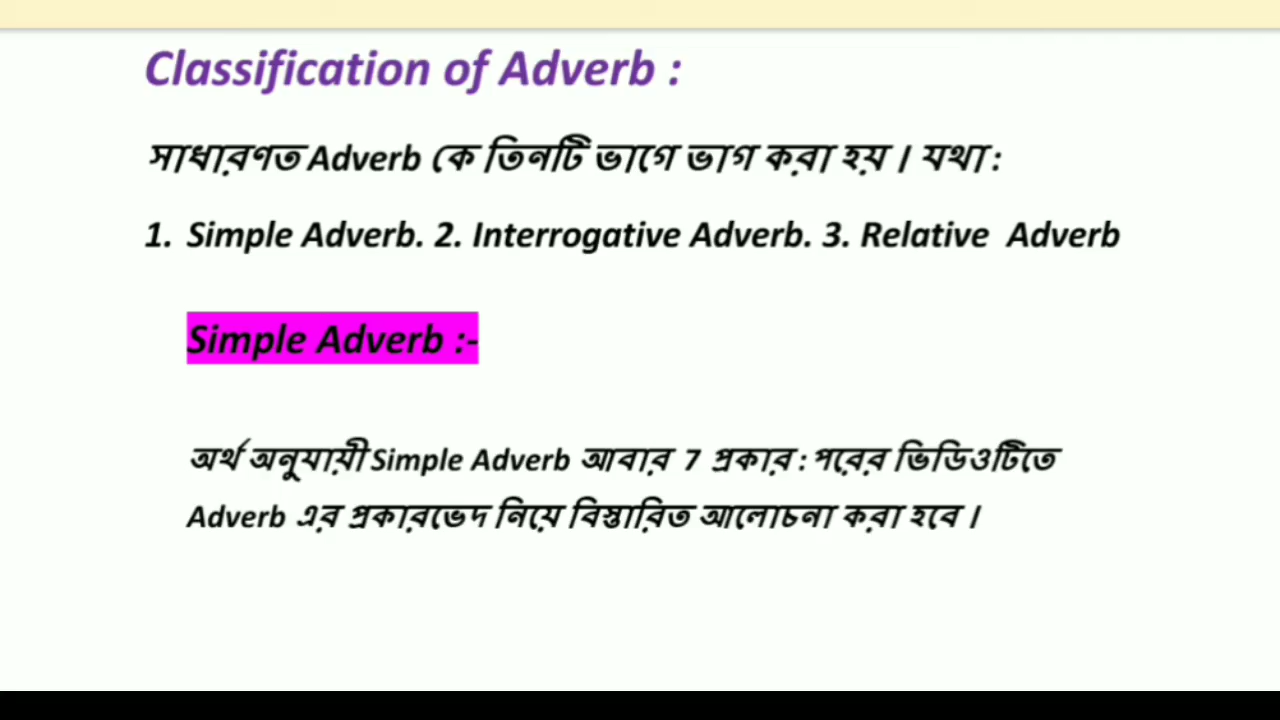 Classification of Adverb :
সাধারণত Adverb কে তিনটি ভাগে ভাগ করা হয় । যথা :
1. Simple Adverb. 2. Interrogative Adverb. 3. Relative Adverb
Simple Adverb :-
অর্থ অনুযায়ী Simple Adverb আবার 7 প্রকার : পরের ভিডিওটিতে
Adverb এর প্রকারভেদ নিয়ে বিস্তারিত আলোচনা করা হবে ।